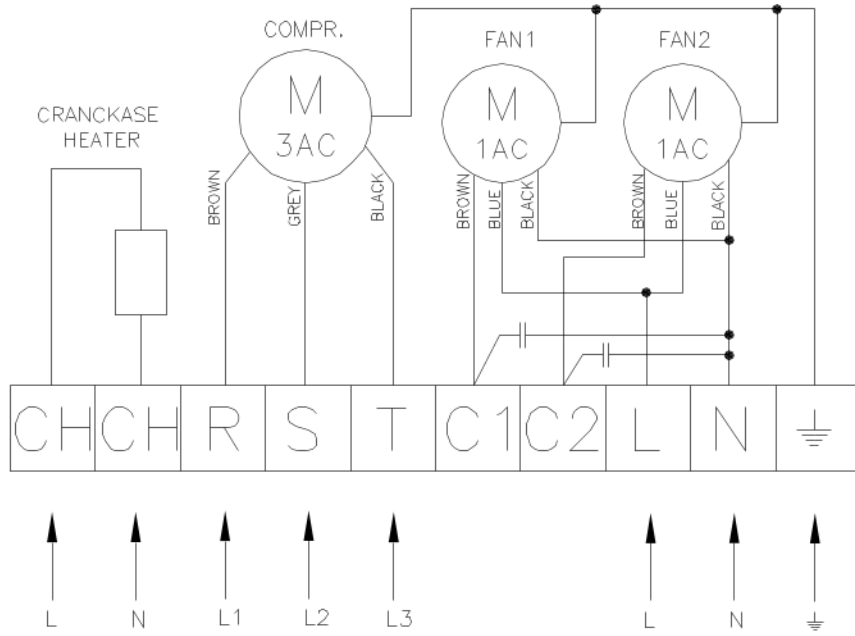 COMPR.
FAN1
FAN2
M
3AC
M
1AC
M
1AC
CRANCKASE
HEATER
BROWN
GREY
BLACK
BROWN
BLUE
BLACK
BROWN
BLUE
BLACK
CH
CH
R
S
T
C1
C2
L
N
L
N
L1
L2
L3
L
N